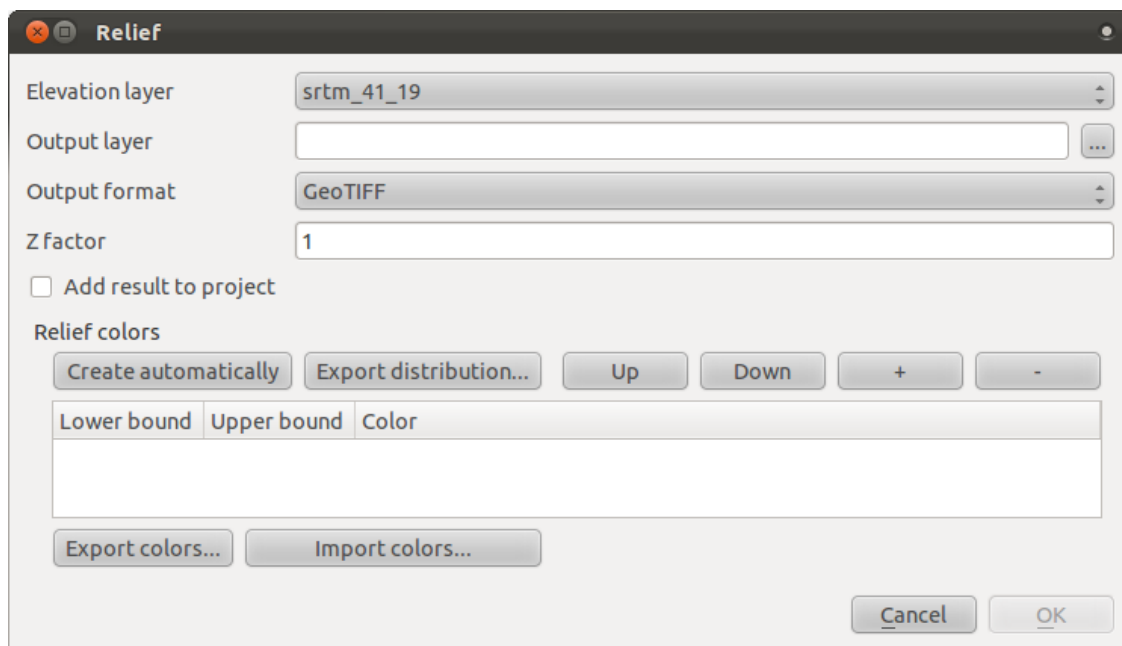 Relief
Elevation layer srtm_41_19
Output layer ...
Output format GeoTIFF
Z factor 1
Add result to project
Relief colors
Create automatically Export distribution... Up Down + -
Lower bound Upper bound Color
Export colors... Import colors...
Cancel OK